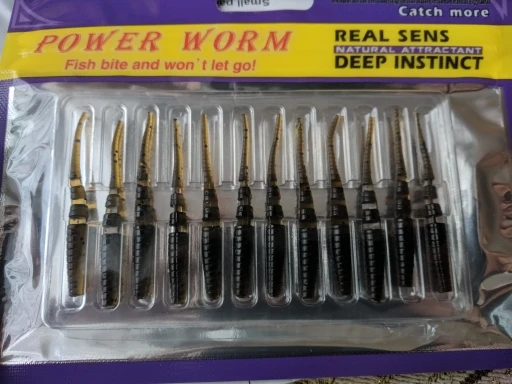 Catch more
POWER WORM
Fish bite and won't let go!
REAL SENS
NATURAL ATTRACTANT
DEEP INSTINCT